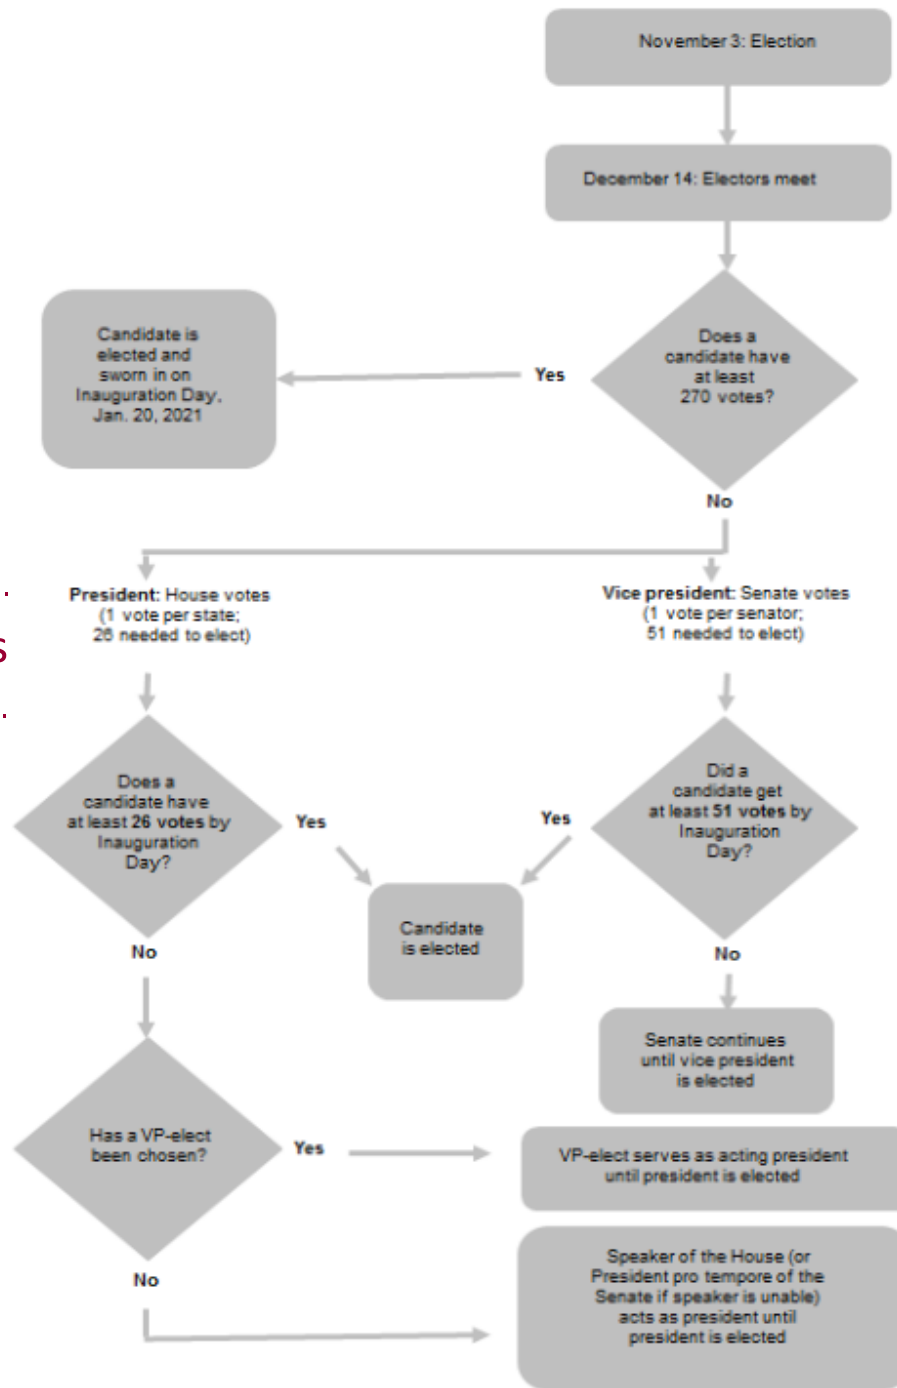 November 3: Election
December 14: Electors meet
Does a
candidate have
at least
270 votes?
Yes
Candidate is
elected and
sworn in on
Inauguration Day,
Jan. 20, 2021
No
President: House votes
(1 vote per state;
26 needed to elect)
Vice president: Senate votes
(1 vote per senator;
51 needed to elect)
.
s
.
Does a
candidate have
at least 26 votes by
Inauguration
Day?
Yes
Did a
candidate get
at least 51 votes by
Inauguration
Day?
Yes
Candidate
is elected
No
No
Senate continues
until vice president
is elected
Has a VP-elect
been chosen?
Yes
VP-elect serves as acting president
until president is elected
No
Speaker of the House (or
President pro tempore of the
Senate if speaker is unable)
acts as president until
president is elected